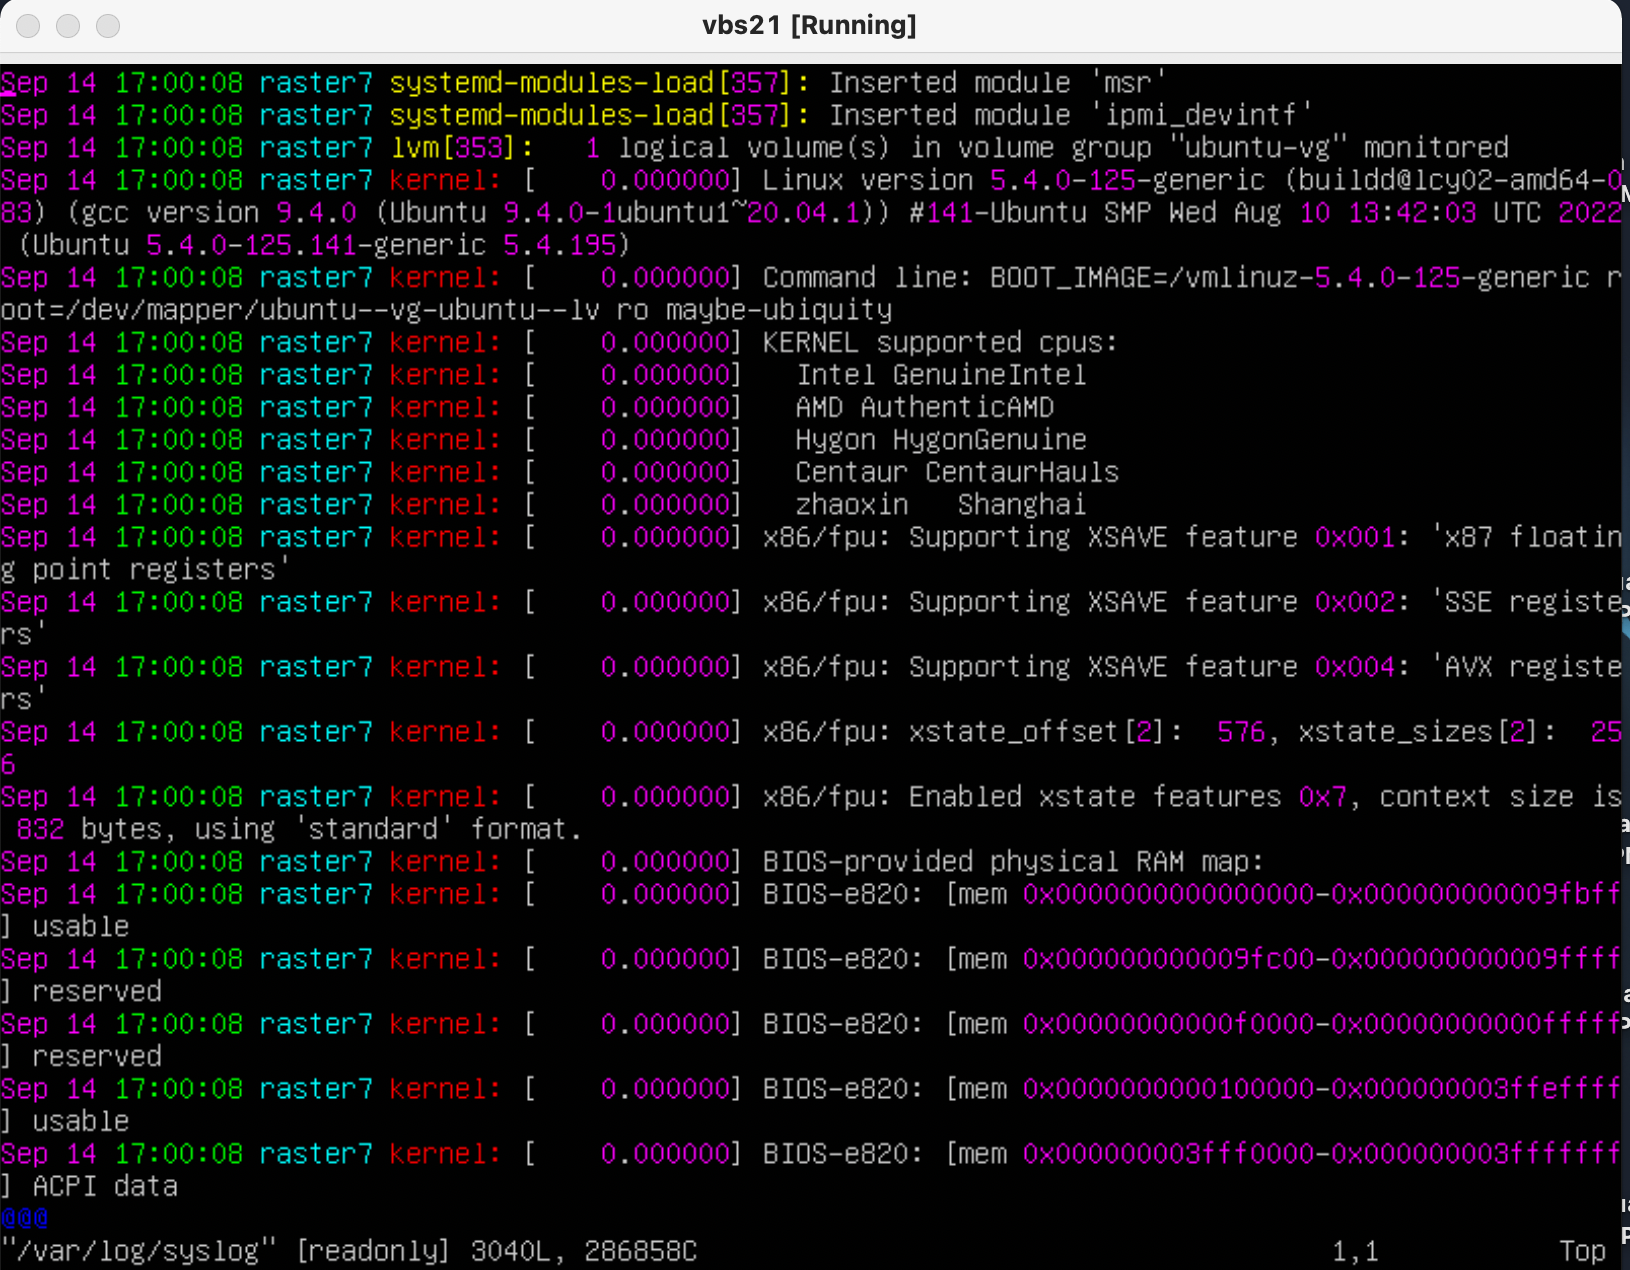 vbs21 [Running]
Sep 14 17:00:08 raster7 systemd-modules-load[357]: Inserted module 'msr'
Sep 14 17:00:08 raster7 systemd-modules-load[357]: Inserted module 'ipmi_devintf'
Sep 14 17:00:08 raster7 lvm[353]:   1 logical volume(s) in volume group "ubuntu-vg" monitored
Sep 14 17:00:08 raster7 kernel: [    0.000000] Linux version 5.4.0-125-generic (buildd@lcy02-amd64-0
83) (gcc version 9.4.0 (Ubuntu 9.4.0-1ubuntu1~20.04.1)) #141-Ubuntu SMP Wed Aug 10 13:42:03 UTC 2022
 (Ubuntu 5.4.0-125.141-generic 5.4.195)
Sep 14 17:00:08 raster7 kernel: [    0.000000] Command line: BOOT_IMAGE=/vmlinuz-5.4.0-125-generic r
oot=/dev/mapper/ubuntu--vg-ubuntu--lv ro maybe-ubiquity
Sep 14 17:00:08 raster7 kernel: [    0.000000] KERNEL supported cpus:
Sep 14 17:00:08 raster7 kernel: [    0.000000]   Intel GenuineIntel
Sep 14 17:00:08 raster7 kernel: [    0.000000]   AMD AuthenticAMD
Sep 14 17:00:08 raster7 kernel: [    0.000000]   Hygon HygonGenuine
Sep 14 17:00:08 raster7 kernel: [    0.000000]   Centaur CentaurHauls
Sep 14 17:00:08 raster7 kernel: [    0.000000]   zhaoxin   Shanghai
Sep 14 17:00:08 raster7 kernel: [    0.000000] x86/fpu: Supporting XSAVE feature 0x001: 'x87 floatin
g point registers'
Sep 14 17:00:08 raster7 kernel: [    0.000000] x86/fpu: Supporting XSAVE feature 0x002: 'SSE registe
rs'
Sep 14 17:00:08 raster7 kernel: [    0.000000] x86/fpu: Supporting XSAVE feature 0x004: 'AVX registe
rs'
Sep 14 17:00:08 raster7 kernel: [    0.000000] x86/fpu: xstate_offset[2]:  576, xstate_sizes[2]:  25
6
Sep 14 17:00:08 raster7 kernel: [    0.000000] x86/fpu: Enabled xstate features 0x7, context size is
 832 bytes, using 'standard' format.
Sep 14 17:00:08 raster7 kernel: [    0.000000] BIOS-provided physical RAM map:
Sep 14 17:00:08 raster7 kernel: [    0.000000] BIOS-e820: [mem 0x0000000000000000-0x000000000009fbff
] usable
Sep 14 17:00:08 raster7 kernel: [    0.000000] BIOS-e820: [mem 0x000000000009fc00-0x000000000009ffff
] reserved
Sep 14 17:00:08 raster7 kernel: [    0.000000] BIOS-e820: [mem 0x00000000000f0000-0x00000000000fffff
] reserved
Sep 14 17:00:08 raster7 kernel: [    0.000000] BIOS-e820: [mem 0x0000000000100000-0x000000003ffeffff
] usable
Sep 14 17:00:08 raster7 kernel: [    0.000000] BIOS-e820: [mem 0x000000003fff0000-0x000000003fffffff
] ACPI data
@@@
"/var/log/syslog" [readonly] 3040L, 286858C 1,1 Top